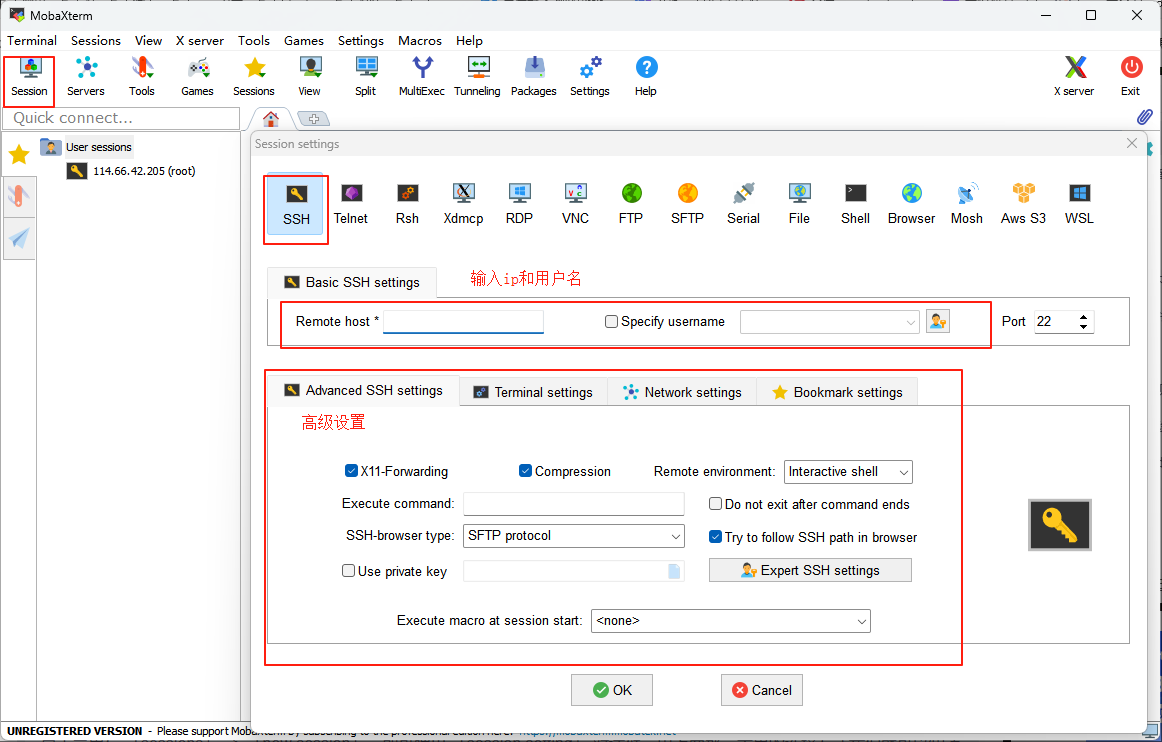 MobaXterm
Terminal Sessions View X server Tools Games Settings Macros Help
Session Servers Tools Games Sessions View Split MultiExec Tunneling Packages Settings Help X server Exit
Quick connect...
User sessions
114.66.42.205 (root)
Session settings
SSH Telnet Rsh Xdmcp RDP VNC FTP SFTP Serial File Shell Browser Mosh Aws S3 WSL
Basic SSH settings 输入ip和用户名
Remote host * Specify username Port 22
Advanced SSH settings Terminal settings Network settings Bookmark settings
高级设置
X11-Forwarding Compression Remote environment: Interactive shell
Execute command: Do not exit after command ends
SSH-browser type: SFTP protocol Try to follow SSH path in browser
Use private key Expert SSH settings
Execute macro at session start: <none>
OK Cancel
UNREGISTERED VERSION - Please support MobaXterm by subscribing to the professional edition here: https://mobaxterm.mobatek.net